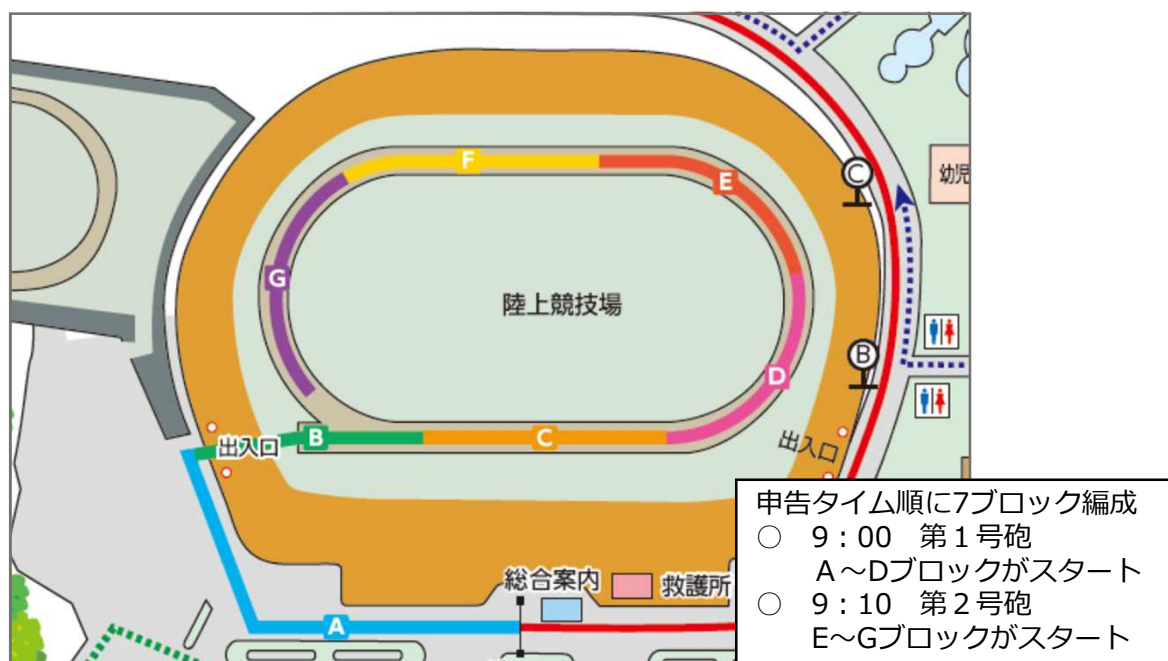 F
E
C
幼児
G
陸上競技場
B
D
出入口
B
C
出入口
申告タイム順に7ブロック編成
○ 9：00 第１号砲
A～Dブロックがスタート
○ 9：10 第２号砲
E～Gブロックがスタート
総合案内
救護所
A